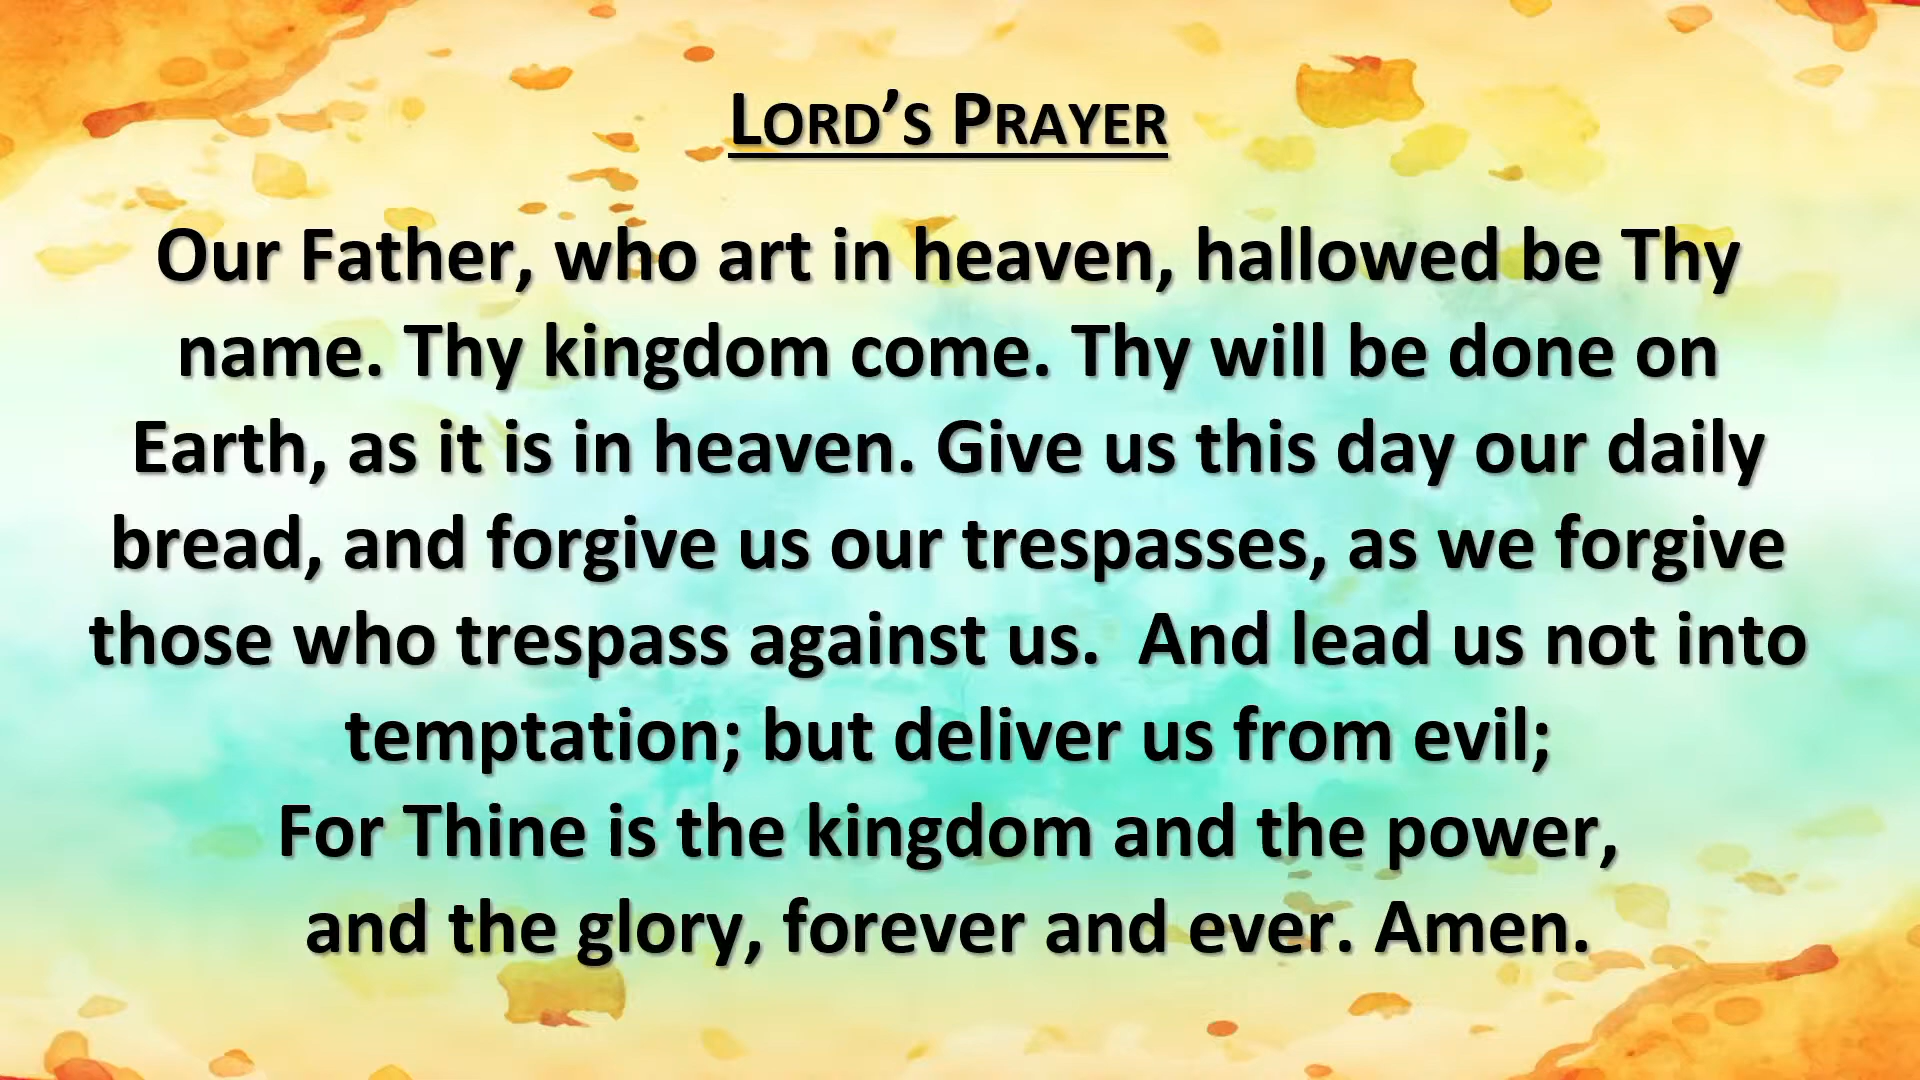 Lord’s Prayer
Our Father, who art in heaven, hallowed be Thy
name. Thy kingdom come. Thy will be done on
Earth, as it is in heaven. Give us this day our daily
bread, and forgive us our trespasses, as we forgive
those who trespass against us.  And lead us not into
temptation; but deliver us from evil;
For Thine is the kingdom and the power,
and the glory, forever and ever. Amen.